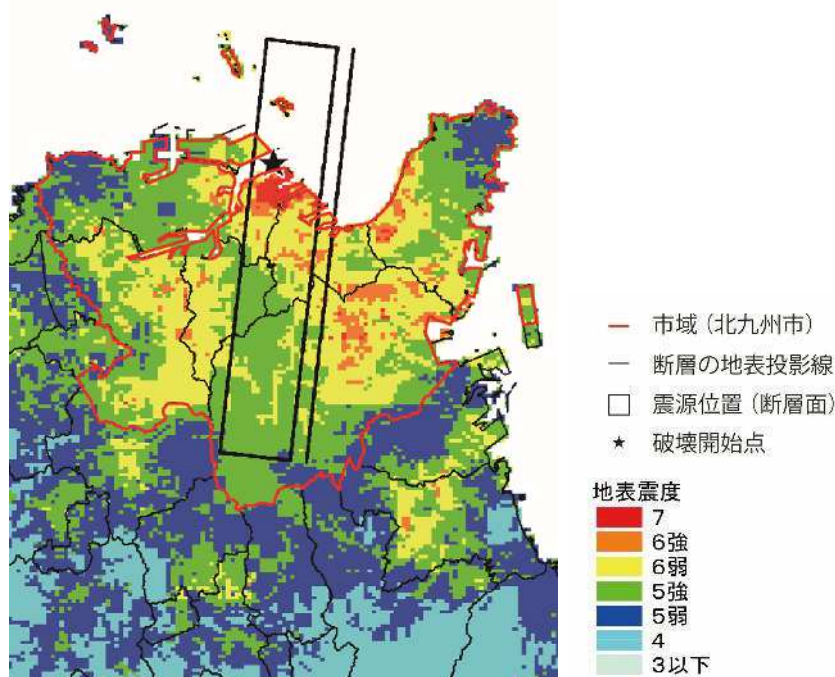 市域（北九州市）
断層の地表投影線
震源位置（断層面）
破壊開始点
地表震度
7
6強
6弱
5強
5弱
4
3以下